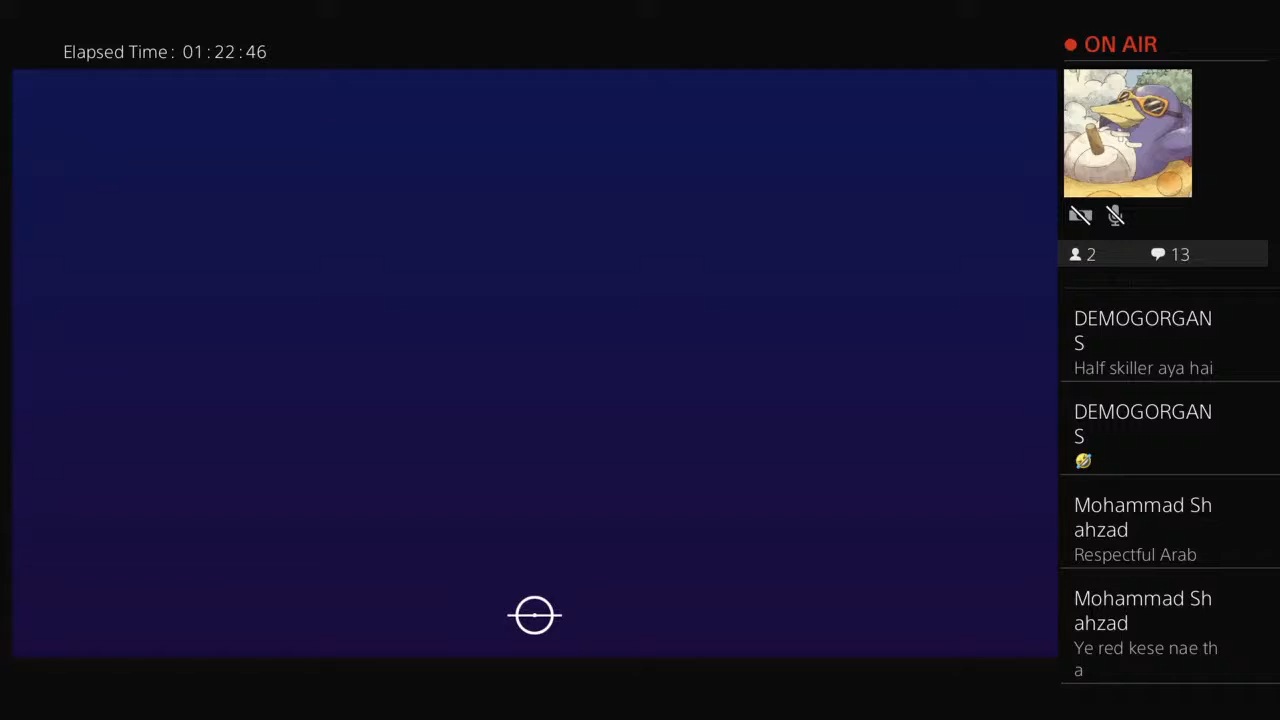 Elapsed Time: 01:22:46
ON AIR
2 13
DEMOGORGAN
S
Half skiller aya hai
DEMOGORGAN
S
🤣
Mohammad Sh
ahzad
Respectful Arab
Mohammad Sh
ahzad
Ye red kese nae th
a